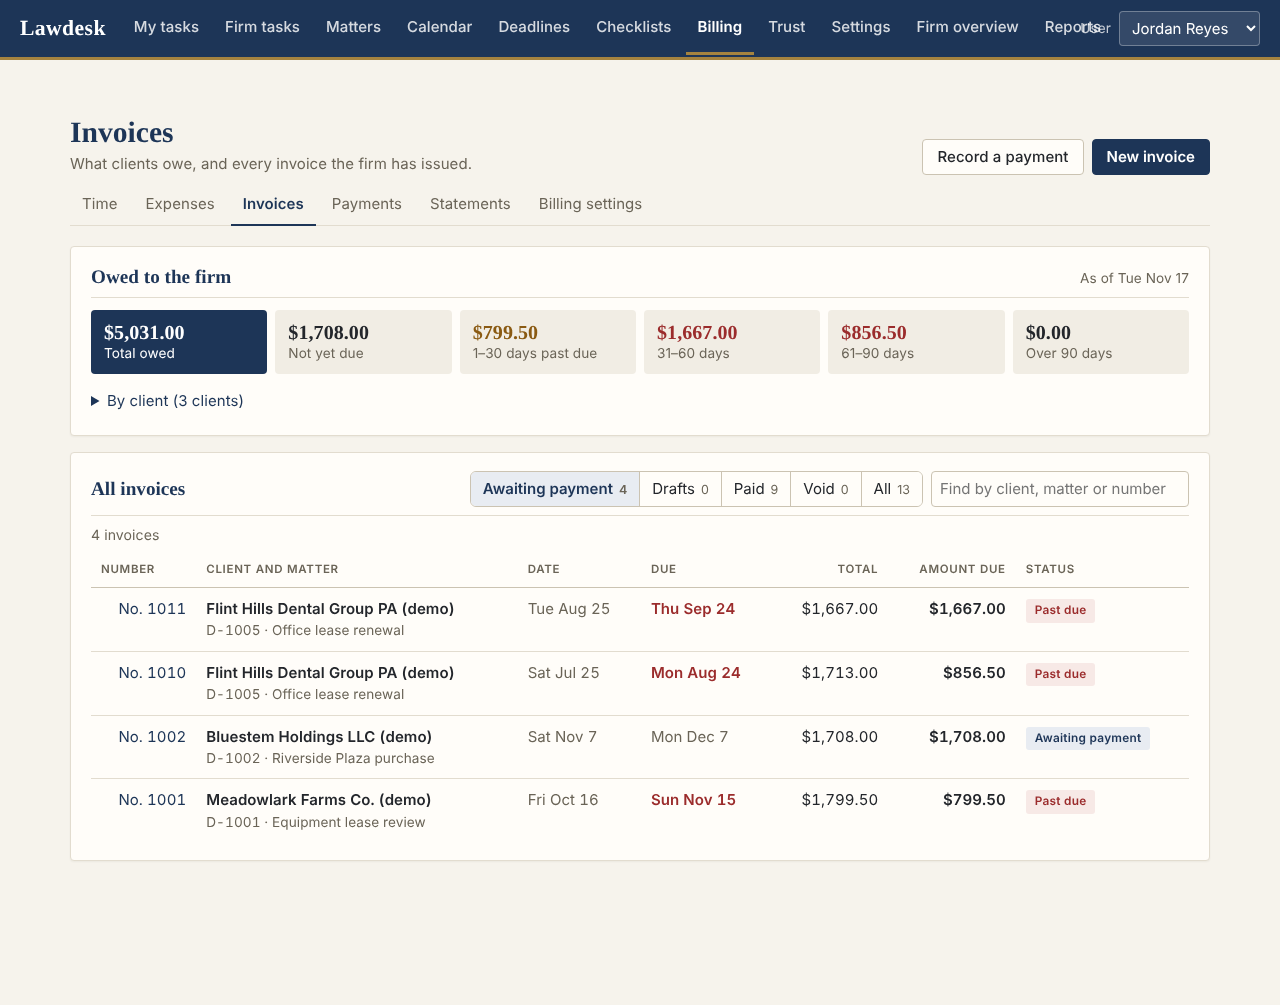 Lawdesk My tasks Firm tasks Matters Calendar Deadlines Checklists Billing Trust Settings Firm overview Reports User Jordan Reyes
Invoices
What clients owe, and every invoice the firm has issued.
Record a payment New invoice
Time Expenses Invoices Payments Statements Billing settings
Owed to the firm As of Tue Nov 17
$5,031.00 $1,708.00 $799.50 $1,667.00 $856.50 $0.00
Total owed Not yet due 1–30 days past due 31–60 days 61–90 days Over 90 days
By client (3 clients)
All invoices Awaiting payment 4 Drafts 0 Paid 9 Void 0 All 13 Find by client, matter or number
4 invoices
NUMBER CLIENT AND MATTER DATE DUE TOTAL AMOUNT DUE STATUS
No. 1011 Flint Hills Dental Group PA (demo) Tue Aug 25 Thu Sep 24 $1,667.00 $1,667.00 Past due
D-1005 · Office lease renewal
No. 1010 Flint Hills Dental Group PA (demo) Sat Jul 25 Mon Aug 24 $1,713.00 $856.50 Past due
D-1005 · Office lease renewal
No. 1002 Bluestem Holdings LLC (demo) Sat Nov 7 Mon Dec 7 $1,708.00 $1,708.00 Awaiting payment
D-1002 · Riverside Plaza purchase
No. 1001 Meadowlark Farms Co. (demo) Fri Oct 16 Sun Nov 15 $1,799.50 $799.50 Past due
D-1001 · Equipment lease review